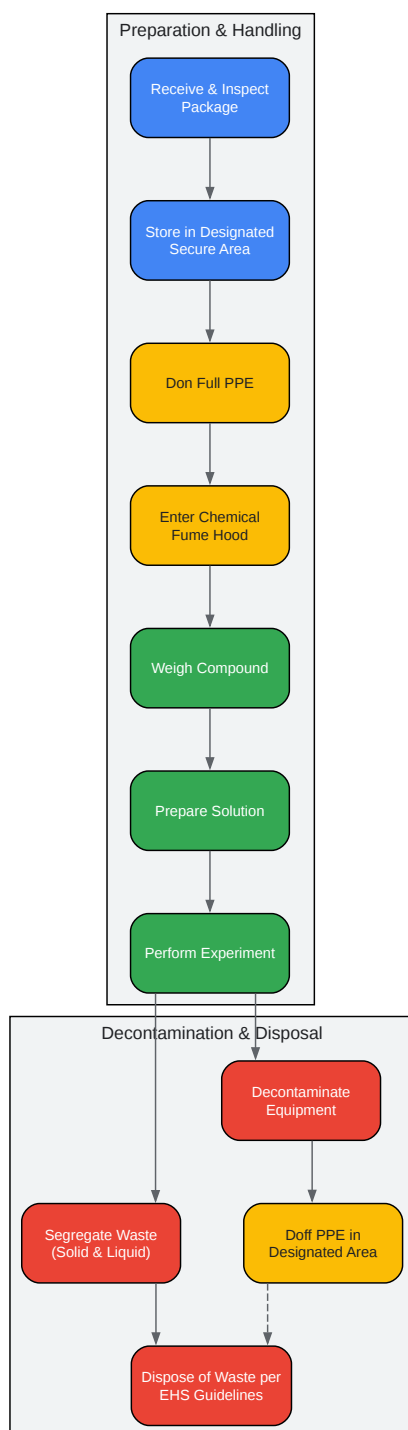 Preparation & Handling
Receive & Inspect
Package
Store in Designated
Secure Area
Don Full PPE
Enter Chemical
Fume Hood
Weigh Compound
Prepare Solution
Perform Experiment
Decontamination & Disposal
Decontaminate
Equipment
Segregate Waste
(Solid & Liquid)
Doff PPE in
Designated Area
Dispose of Waste per
EHS Guidelines